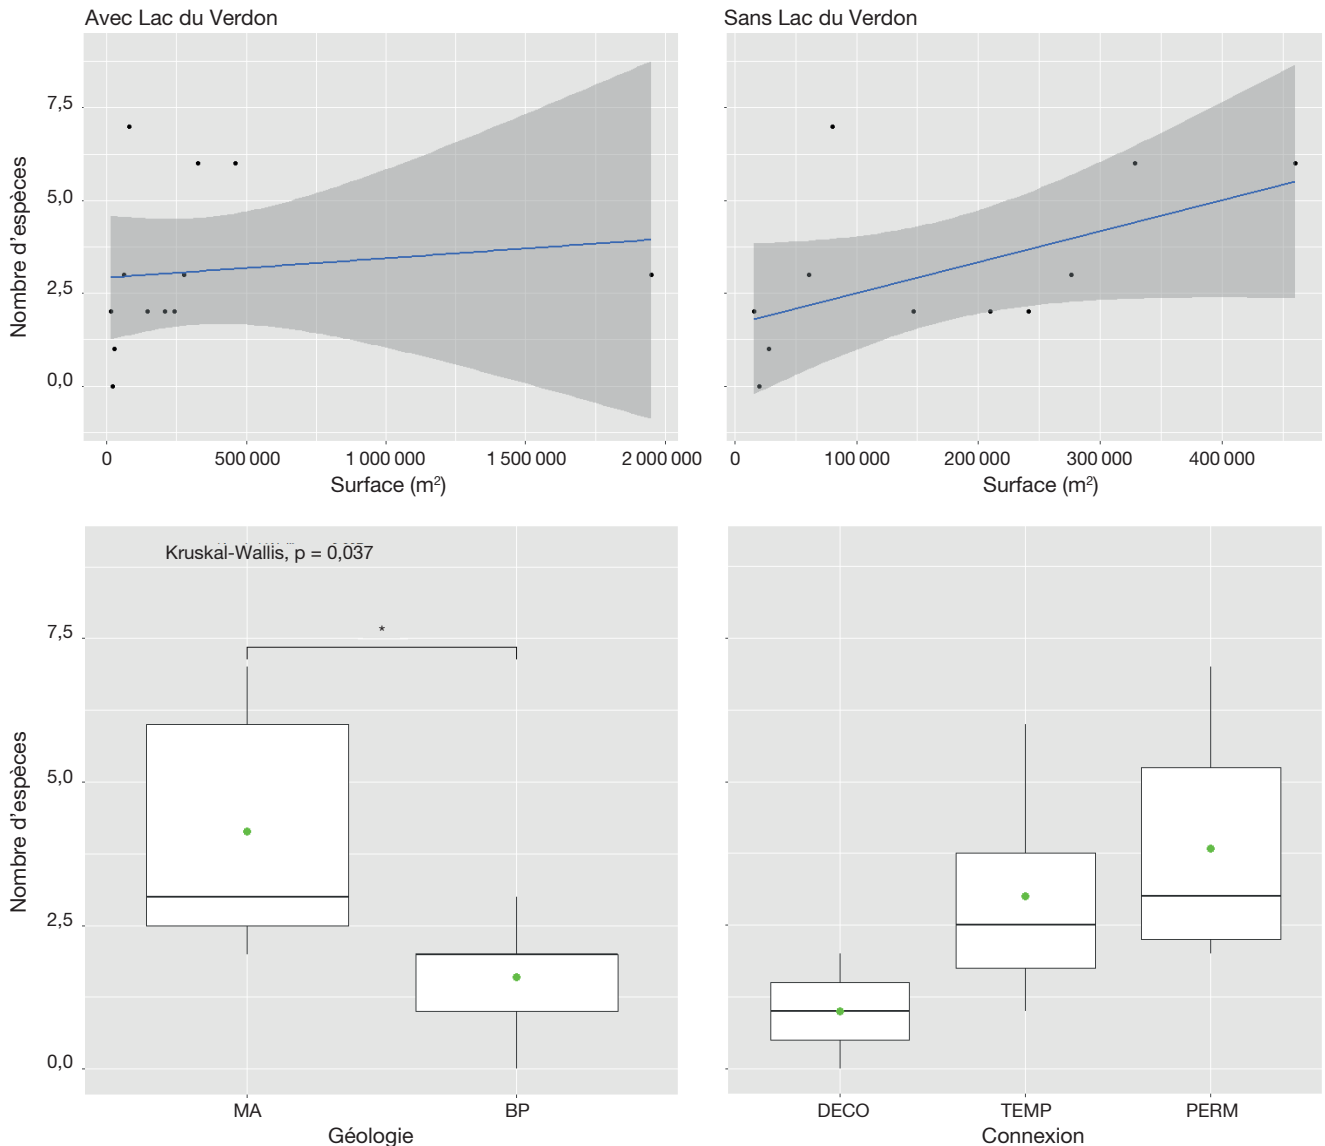 Avec Lac du Verdon
Sans Lac du Verdon
Nombre d'espèces
7,5
5,0
2,5
0,0
0
500 000
1 000 000
1 500 000
2 000 000
Surface (m²)
0
100 000
200 000
300 000
400 000
Surface (m²)
Kruskal-Wallis, p = 0,037
*
Nombre d'espèces
7,5
5,0
2,5
0,0
MA
BP
Géologie
DECO
TEMP
PERM
Connexion